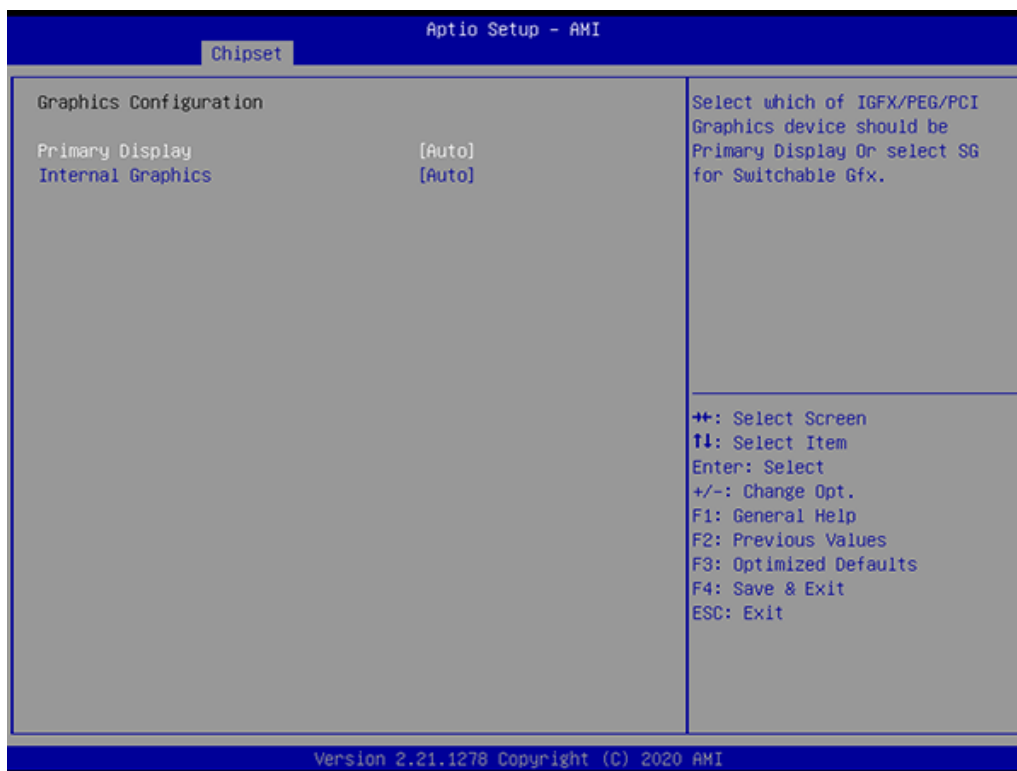 Aptio Setup - AMI
Chipset
Graphics Configuration
Primary Display [Auto]
Internal Graphics [Auto]
Select which of IGFX/PEG/PCI
Graphics device should be
Primary Display Or select SG
for Switchable Gfx.
→←: Select Screen
↑↓: Select Item
Enter: Select
+/-: Change Opt.
F1: General Help
F2: Previous Values
F3: Optimized Defaults
F4: Save & Exit
ESC: Exit
Version 2.21.1278 Copyright (C) 2020 AMI